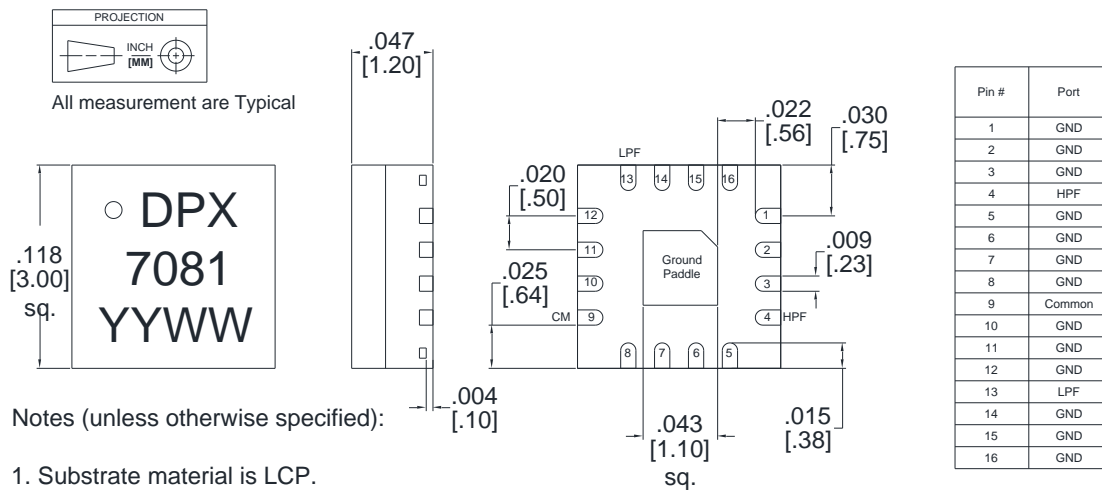 PROJECTION
INCH
[MM]
All measurement are Typical
.118
[3.00]
sq.
DPX
7081
YYWW
.047
[1.20]
.004
[.10]
.020
[.50]
.025
[.64]
LPF
13 14 15 16
12
11
10
CM 9
1
2
3
4 HPF
8 7 6 5
Ground
Paddle
.022
[.56]
.030
[.75]
.009
[.23]
.015
[.38]
.043
[1.10]
sq.
Pin # Port
1 GND
2 GND
3 GND
4 HPF
5 GND
6 GND
7 GND
8 GND
9 Common
10 GND
11 GND
12 GND
13 LPF
14 GND
15 GND
16 GND
Notes (unless otherwise specified):
1. Substrate material is LCP.